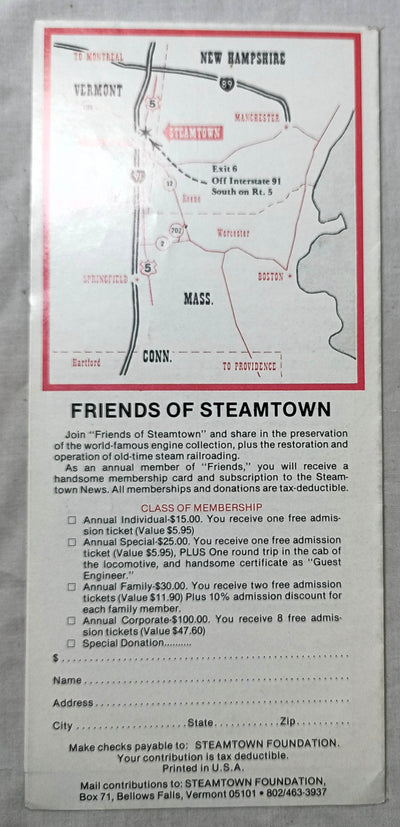 TO MONTREAL
NEW HAMPSHIRE
89
VERMONT
5
MANCHESTER
STEAMTOWN
Exit 6
Off Interstate 91
South on Rt. 5
12
Keene
202
Worcester
2
5
SPRINGFIELD
BOSTON
MASS.
CONN.
Hartford
TO PROVIDENCE
FRIENDS OF STEAMTOWN
Join "Friends of Steamtown" and share in the preservation
of the world-famous engine collection, plus the restoration and
operation of old-time steam railroading.
As an annual member of "Friends," you will receive a
handsome membership card and subscription to the Steam-
town News. All memberships and donations are tax-deductible.
CLASS OF MEMBERSHIP
□ Annual Individual-$15.00. You receive one free admis-
sion ticket (Value $5.95)
□ Annual Special-$25.00. You receive one free admission
ticket (Value $5.95), PLUS One round trip in the cab of
the locomotive, and handsome certificate as "Guest
Engineer."
□ Annual Family-$30.00. You receive two free admission
tickets (Value $11.90) Plus 10% admission discount for
each family member.
□ Annual Corporate-$100.00. You receive 8 free admis-
sion tickets (Value $47.60)
□ Special Donation..........
$ ..................................................
Name..............................................
Address...........................................
City ......................State...........Zip...........
Make checks payable to: STEAMTOWN FOUNDATION.
Your contribution is tax deductible.
Printed in U.S.A.
Mail contributions to: STEAMTOWN FOUNDATION,
Box 71, Bellows Falls, Vermont 05101 • 802/463-3937